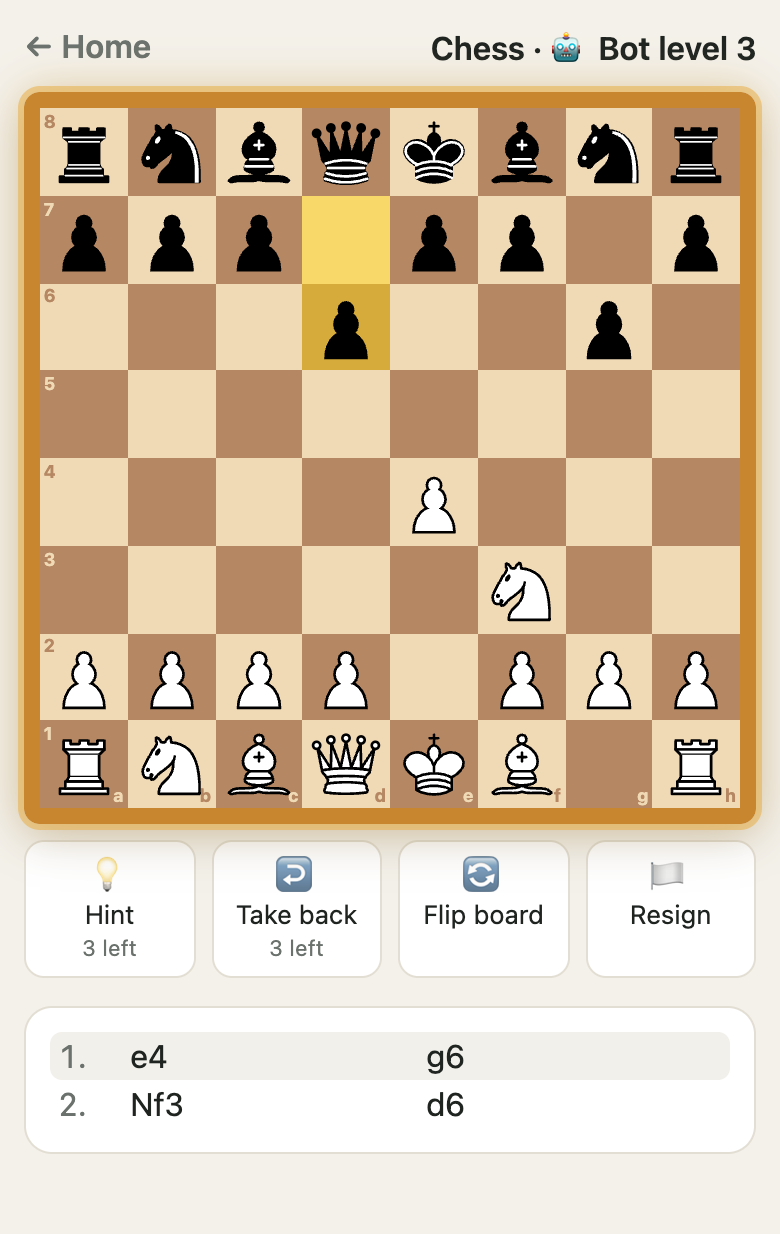 ← Home
Chess · 🤖 Bot level 3
8
7
6
5
4
3
2
1
a b c d e f g h
Hint
3 left
Take back
3 left
Flip board
Resign
1. e4 g6
2. Nf3 d6